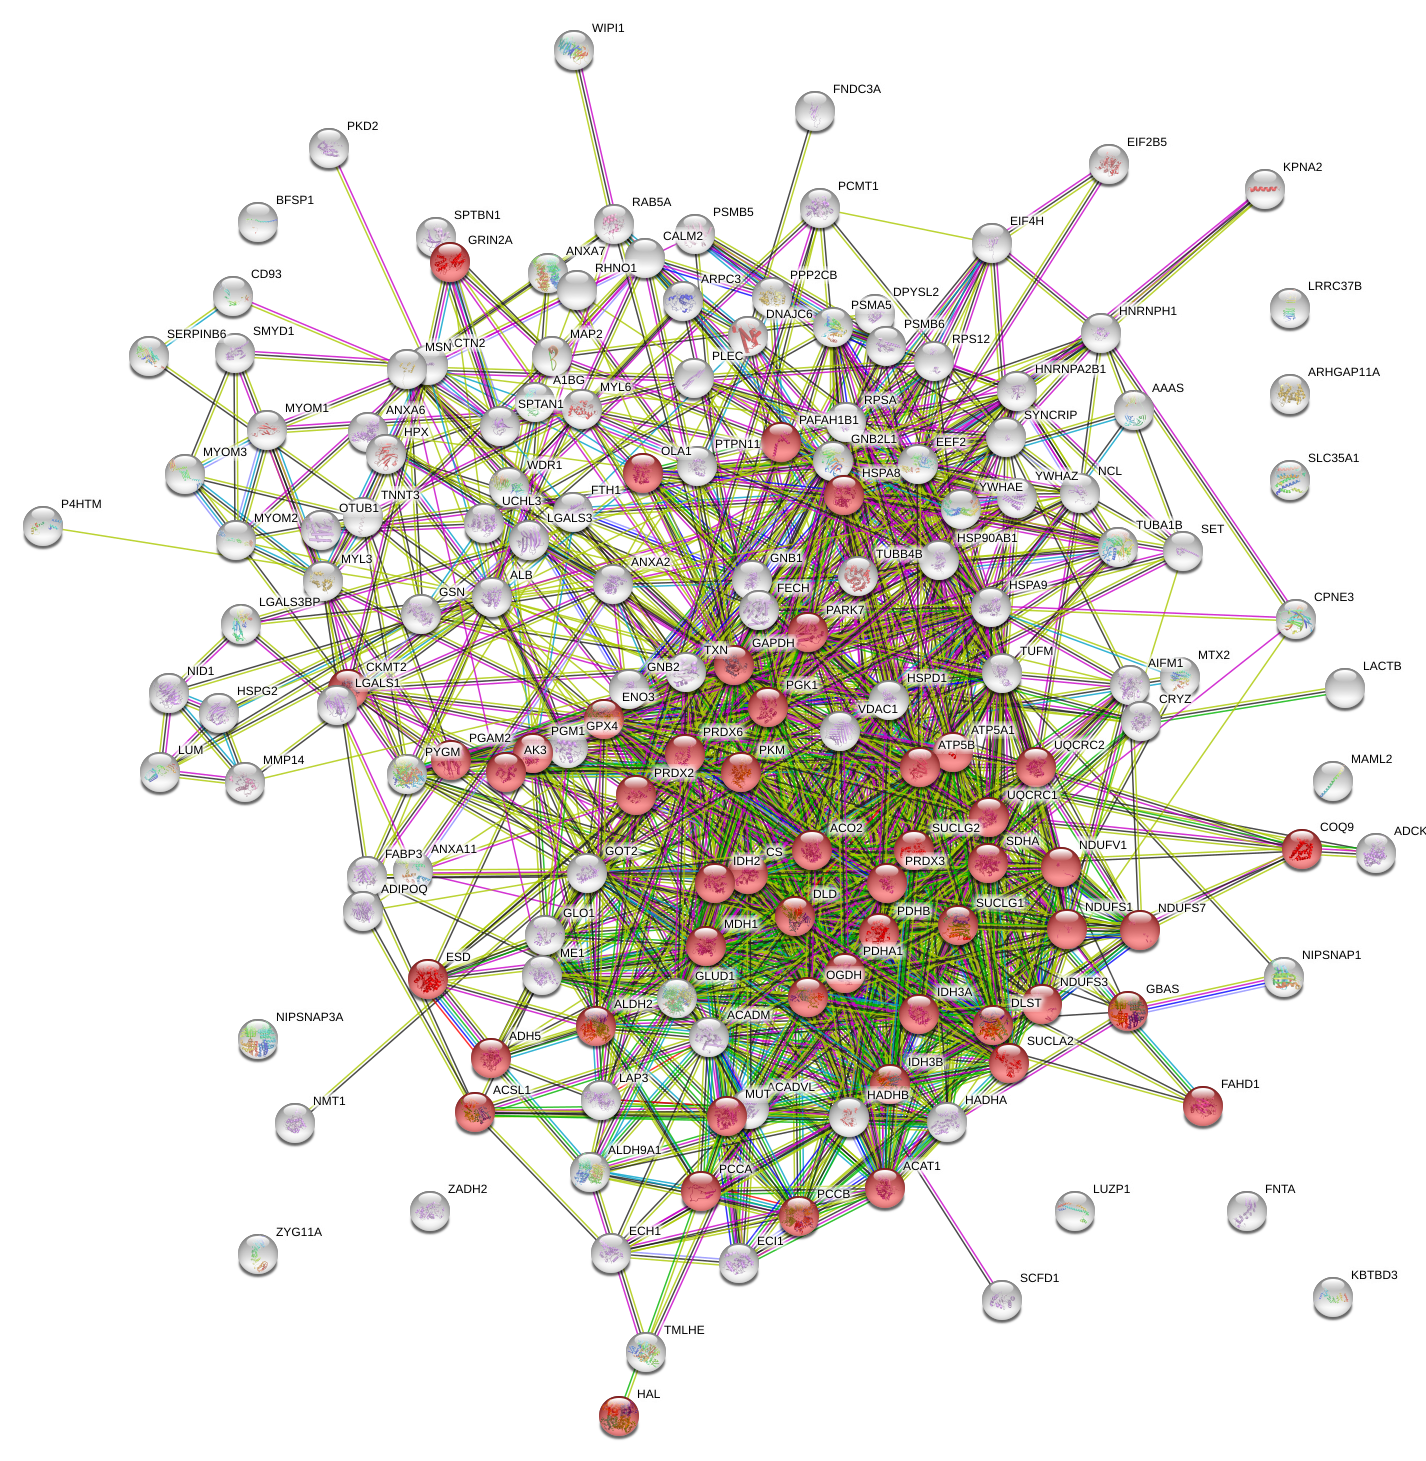 WIPI1
FNDC3A
PKD2
EIF2B5
KPNA2
BFSP1
SPTBN1
RAB5A
PSMB5
PCMT1
GRIN2A
CALM2
EIF4H
ANXA7
RHNO1
CD93
ARPC3
PPP2CB
DPYSL2
LRRC37B
PSMA5
DNAJC6
HNRNPH1
SERPINB6
SMYD1
MAP2
PSMB6
RPS12
MSN
CTN2
PLEC
HNRNPA2B1
ARHGAP11A
A1BG
MYL6
AAAS
SPTAN1
RPSA
MYOM1
ANXA6
PAFAH1B1
SYNCRIP
HPX
PTPN11
GNB2L1
EEF2
MYOM3
OLA1
SLC35A1
WDR1
HSPA8
YWHAZ
NCL
YWHAE
FTH1
P4HTM
TNNT3
UCHL3
OTUB1
LGALS3
MYOM2
TUBA1B
SET
HSP90AB1
MYL3
GNB1
TUBB4B
ANXA2
ALB
FECH
HSPA9
GSN
LGALS3BP
PARK7
CPNE3
GAPDH
TXN
TUFM
CKMT2
GNB2
AIFM1
MTX2
LACTB
NID1
LGALS1
HSPG2
ENO3
PGK1
HSPD1
CRYZ
VDAC1
GPX4
PGM1
PRDX6
ATP5A1
LUM
PYGM
PGAM2
AK3
PKM
ATP5B
UQCRC2
MMP14
MAML2
PRDX2
UQCRC1
ACO2
SUCLG2
COQ9
ADCK
FABP3
ANXA11
GOT2
CS
IDH2
PRDX3
SDHA
NDUFV1
ADIPOQ
DLD
SUCLG1
NDUFS1
NDUFS7
GLO1
MDH1
PDHB
PDHA1
ESD
ME1
GLUD1
OGDH
NDUFS3
NIPSNAP1
IDH3A
DLST
GBAS
NIPSNAP3A
ALDH2
ACADM
ADH5
SUCLA2
IDH3B
LAP3
ACSL1
MUT
ACADVL
HADHB
HADHA
FAHD1
NMT1
ALDH9A1
PCCA
ACAT1
PCCB
ZADH2
LUZP1
FNTA
ZYG11A
ECH1
ECI1
SCFD1
KBTBD3
TMLHE
HAL